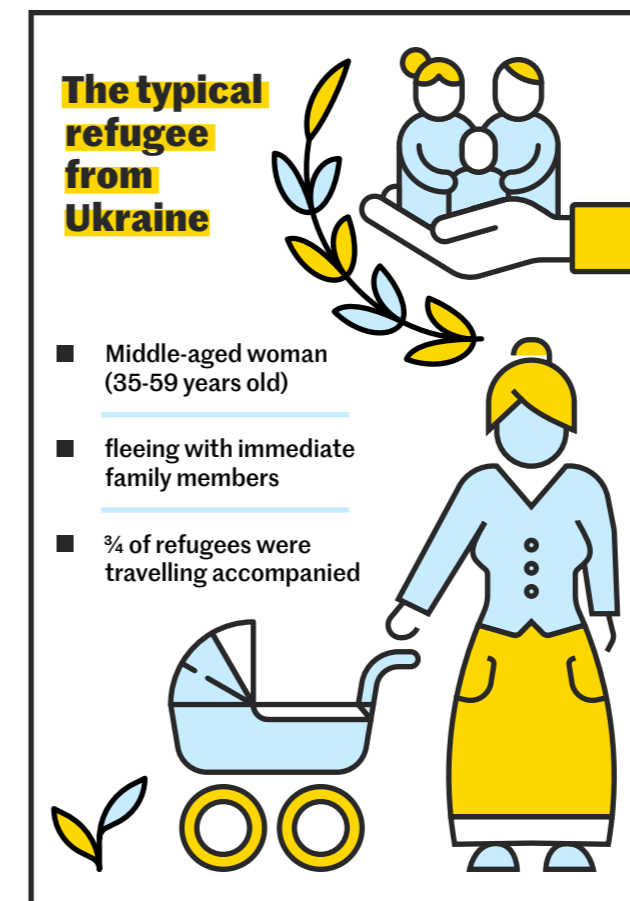 The typical
refugee
from
Ukraine
■ Middle-aged woman
(35-59 years old)
■ fleeing with immediate
family members
■ ¾ of refugees were
travelling accompanied